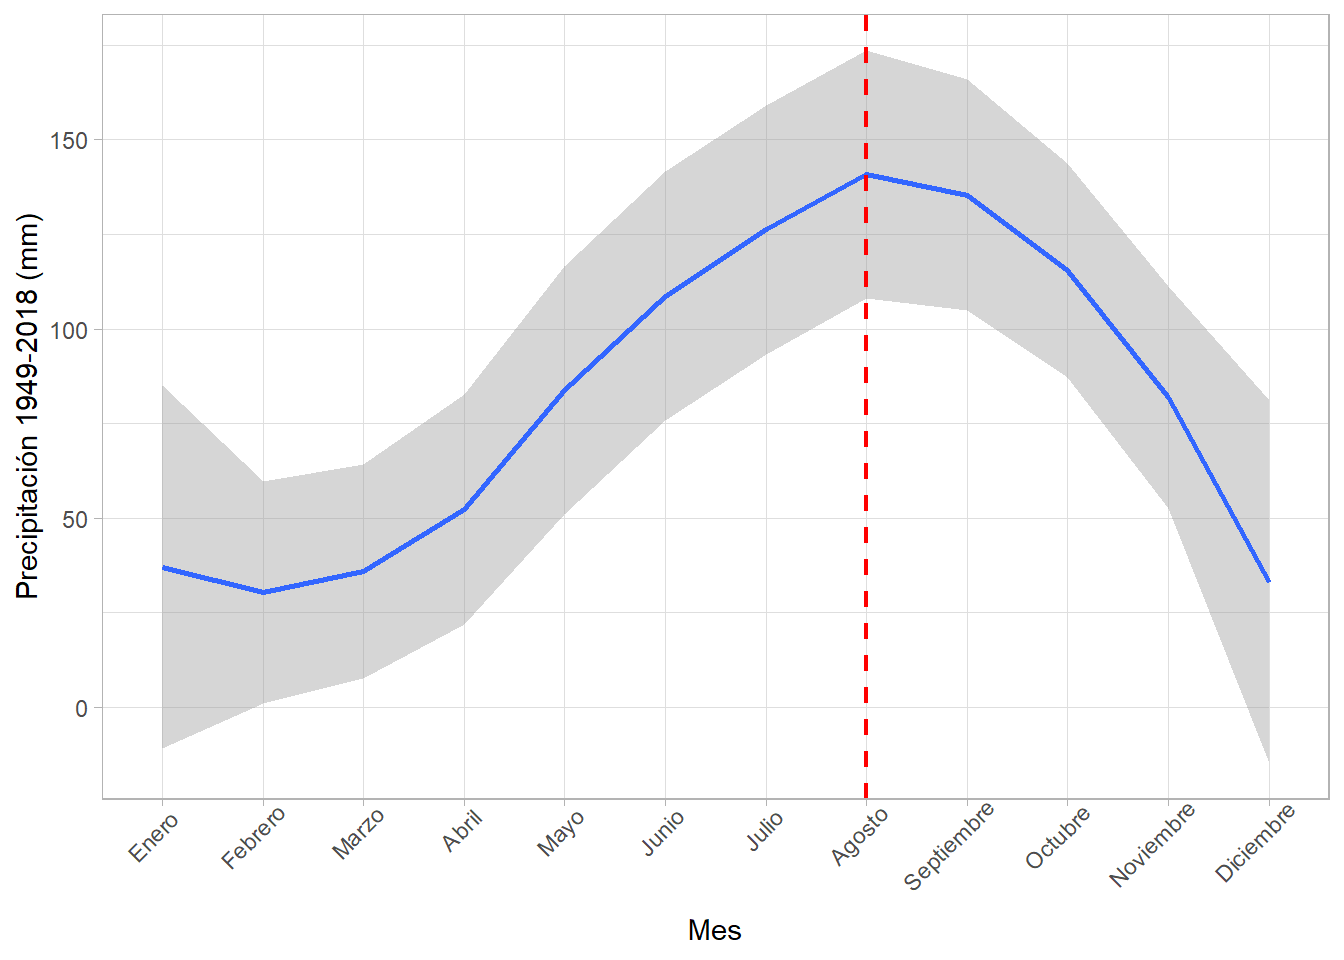 Precipitación 1949-2018 (mm)
150
100
50
0
Enero
Febrero
Marzo
Abril
Mayo
Junio
Julio
Agosto
Septiembre
Octubre
Noviembre
Diciembre
Mes